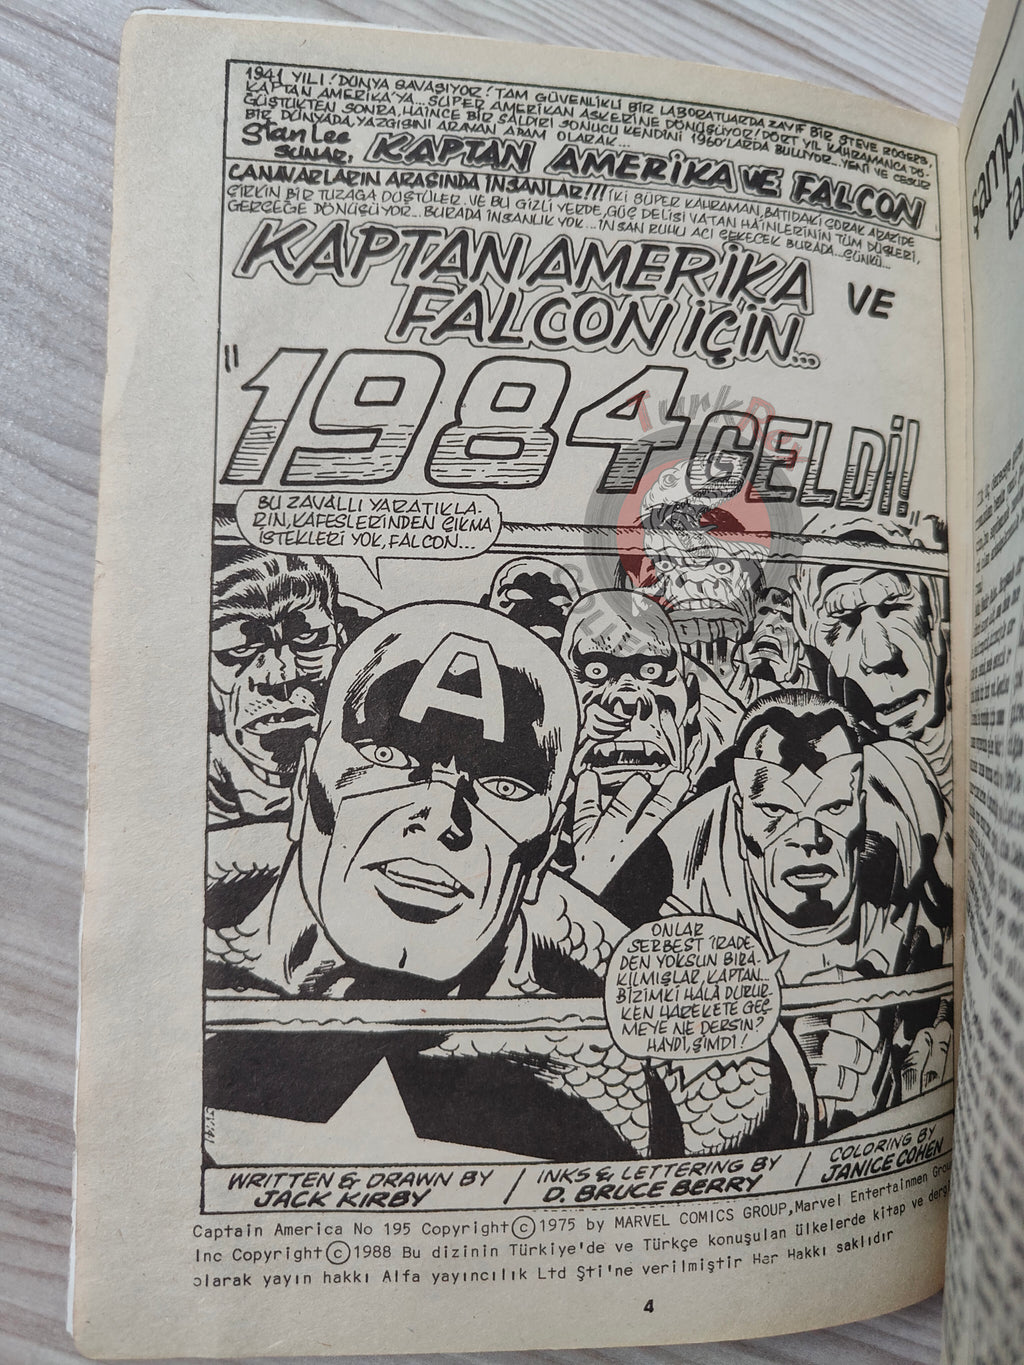 1941 YILI! DÜNYA SAVAŞIYOR! TAM GÜVENLİKLİ BİR LABORATUARDA ZAYIF BİR STEVE ROGERS,
KAPTAN AMERİKA'YA... SÜPER AMERİKAN ASKERİNE DÖNÜŞÜYOR! DÖRT YIL KAHRAMANCA DÖ-
ĞÜŞTÜKTEN SONRA, HAİNCE BİR SALDIRI SONUCU KENDİNİ 1960'LARDA BULUYOR... YENİ VE CESUR
BİR DÜNYADA, YAZGISINI ARAYAN ADAM OLARAK...
Stan Lee
SUNAR, KAPTAN AMERİKA VE FALCON
CANAVARLARIN ARASINDA İNSANLAR!!! İKİ SÜPER KAHRAMAN, BATIDAKİ ÇORAK ARAZİDE
ÇİRKİN BİR TUZAĞA DÜŞTÜLER. VE BU GİZLİ YERDE, GÜÇ DELİSİ VATAN HAİNLERİNİN TÜM DÜŞLERİ,
GERÇEĞE DÖNÜŞÜYOR... BURADA İNSANLIK YOK... İNSAN RUHU ACI ÇEKECEK BURADA... ÇÜNKÜ...
KAPTAN AMERİKA VE
FALCON İÇİN...
"1984 GELDİ!"
BU ZAVALLI YARATIKLA-
RIN, KAFESLERİNDEN ÇIKMA
İSTEKLERİ YOK, FALCON...
ONLAR
SERBEST İRADE-
DEN YOKSUN BIRA-
KILMIŞLAR, KAPTAN...
BİZİMKİ HALÂ DURUR-
KEN HAREKETE GEÇ-
MEYE NE DERSİN?
HAYDİ, ŞİMDİ!
WRITTEN & DRAWN BY
JACK KIRBY
INKS & LETTERING BY
D. BRUCE BERRY
COLORING BY
JANICE COHEN
Captain America No 195 Copyright © 1975 by MARVEL COMICS GROUP, Marvel Entertainmen Group
Inc Copyright © 1988 Bu dizinin Türkiye'de ve Türkçe konuşulan ülkelerde kitap ve dergi
olarak yayın hakkı Alfa yayıncılık Ltd Şti'ne verilmiştir Her Hakkı saklıdır
4